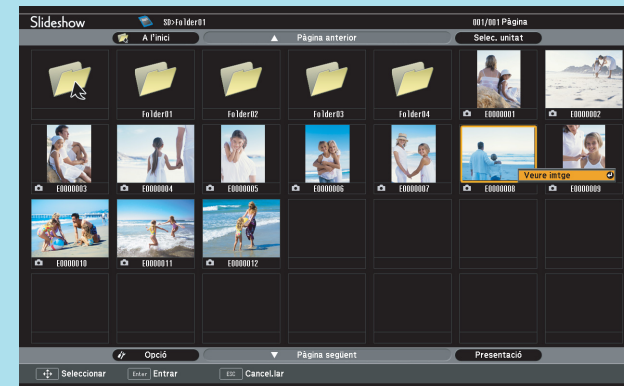 Slideshow SD>Folder01 001/001 Pàgina
A l'inici Pàgina anterior Selec. unitat
Folder01 Folder02 Folder03 Folder04 E0000001 E0000002
E0000003 E0000004 E0000005 E0000006 E0000007 E0000008 E0000009
Veure imtge
E0000010 E0000011 E0000012
Opció Pàgina següent Presentació
Seleccionar Enter Entrar ESC Cancel.lar